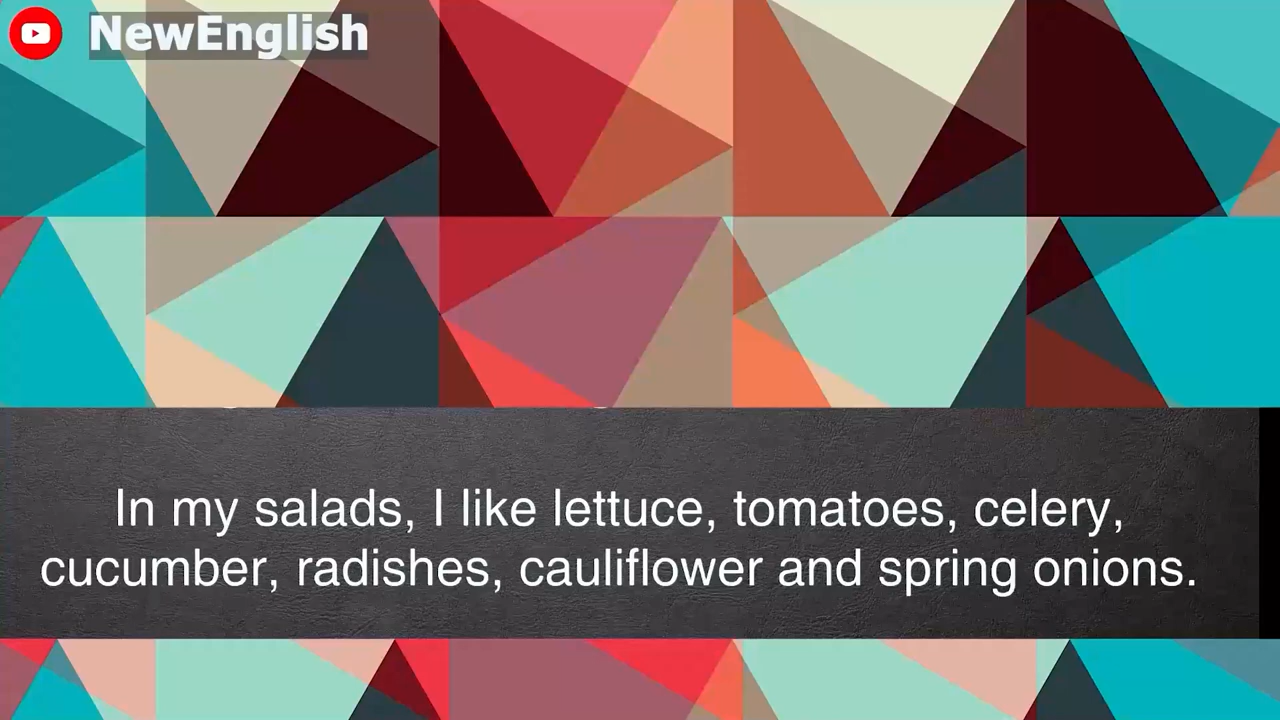 NewEnglish
In my salads, I like lettuce, tomatoes, celery,
cucumber, radishes, cauliflower and spring onions.